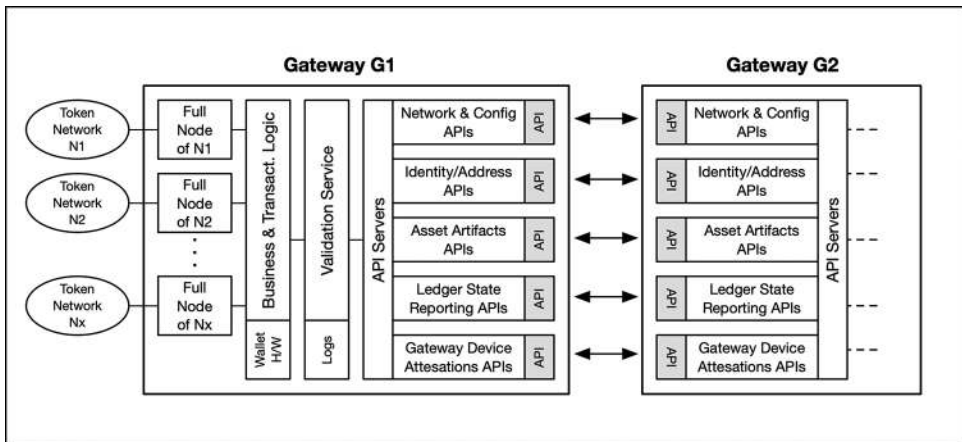 Gateway G1
Gateway G2
Token
Network
N1
Full
Node
of N1
Token
Network
N2
Full
Node
of N2
Token
Network
Nx
Full
Node
of Nx
Business & Transact. Logic
Wallet
H/W
Validation Service
Logs
API Servers
Network & Config
APIs
API
Identity/Address
APIs
API
Asset Artifacts
APIs
API
Ledger State
Reporting APIs
API
Gateway Device
Attesations APIs
API
API
Network & Config
APIs
API
Identity/Address
APIs
API
Asset Artifacts
APIs
API
Ledger State
Reporting APIs
API
Gateway Device
Attesations APIs
API Servers